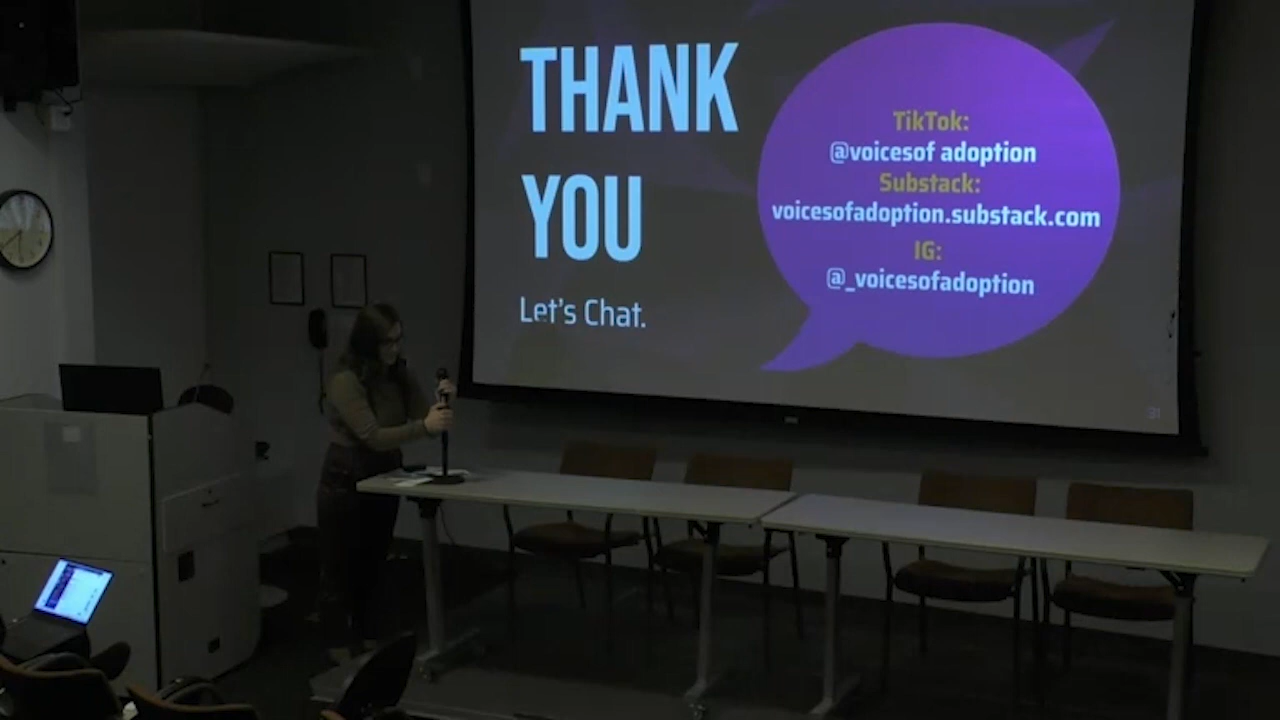 THANK
YOU
Let's Chat.
TikTok:
@voicesof adoption
Substack:
voicesofadoption.substack.com
IG:
@_voicesofadoption
31